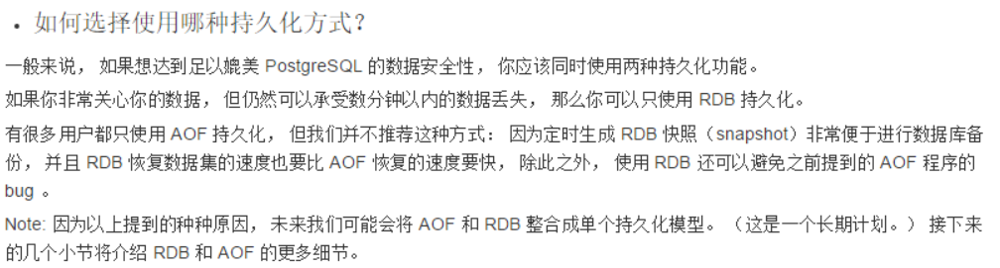 • 如何选择使用哪种持久化方式？
一般来说， 如果想达到足以媲美 PostgreSQL 的数据安全性， 你应该同时使用两种持久化功能。
如果你非常关心你的数据， 但仍然可以承受数分钟以内的数据丢失， 那么你可以只使用 RDB 持久化。
有很多用户都只使用 AOF 持久化， 但我们并不推荐这种方式： 因为定时生成 RDB 快照（snapshot）非常便于进行数据库备
份， 并且 RDB 恢复数据集的速度也要比 AOF 恢复的速度要快， 除此之外， 使用 RDB 还可以避免之前提到的 AOF 程序的
bug 。
Note: 因为以上提到的种种原因， 未来我们可能会将 AOF 和 RDB 整合成单个持久化模型。 （这是一个长期计划。） 接下来
的几个小节将介绍 RDB 和 AOF 的更多细节。